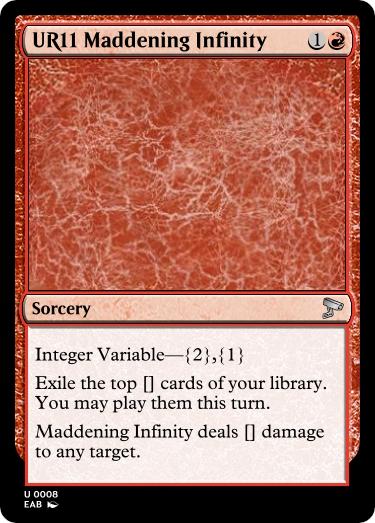 UR11 Maddening Infinity 1
Sorcery
Integer Variable—{2},{1}
Exile the top [] cards of your library.
You may play them this turn.
Maddening Infinity deals [] damage
to any target.
U 0008
EAB